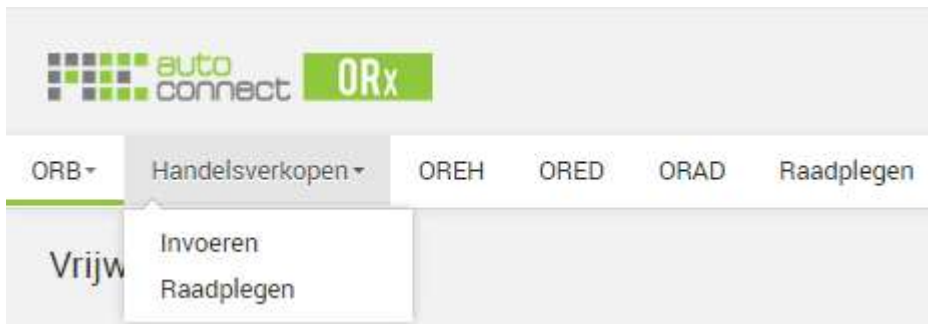 auto
connect ORx
ORB Handelsverkopen OREH ORED ORAD Raadplegen
Invoeren
Vrijw
Raadplegen